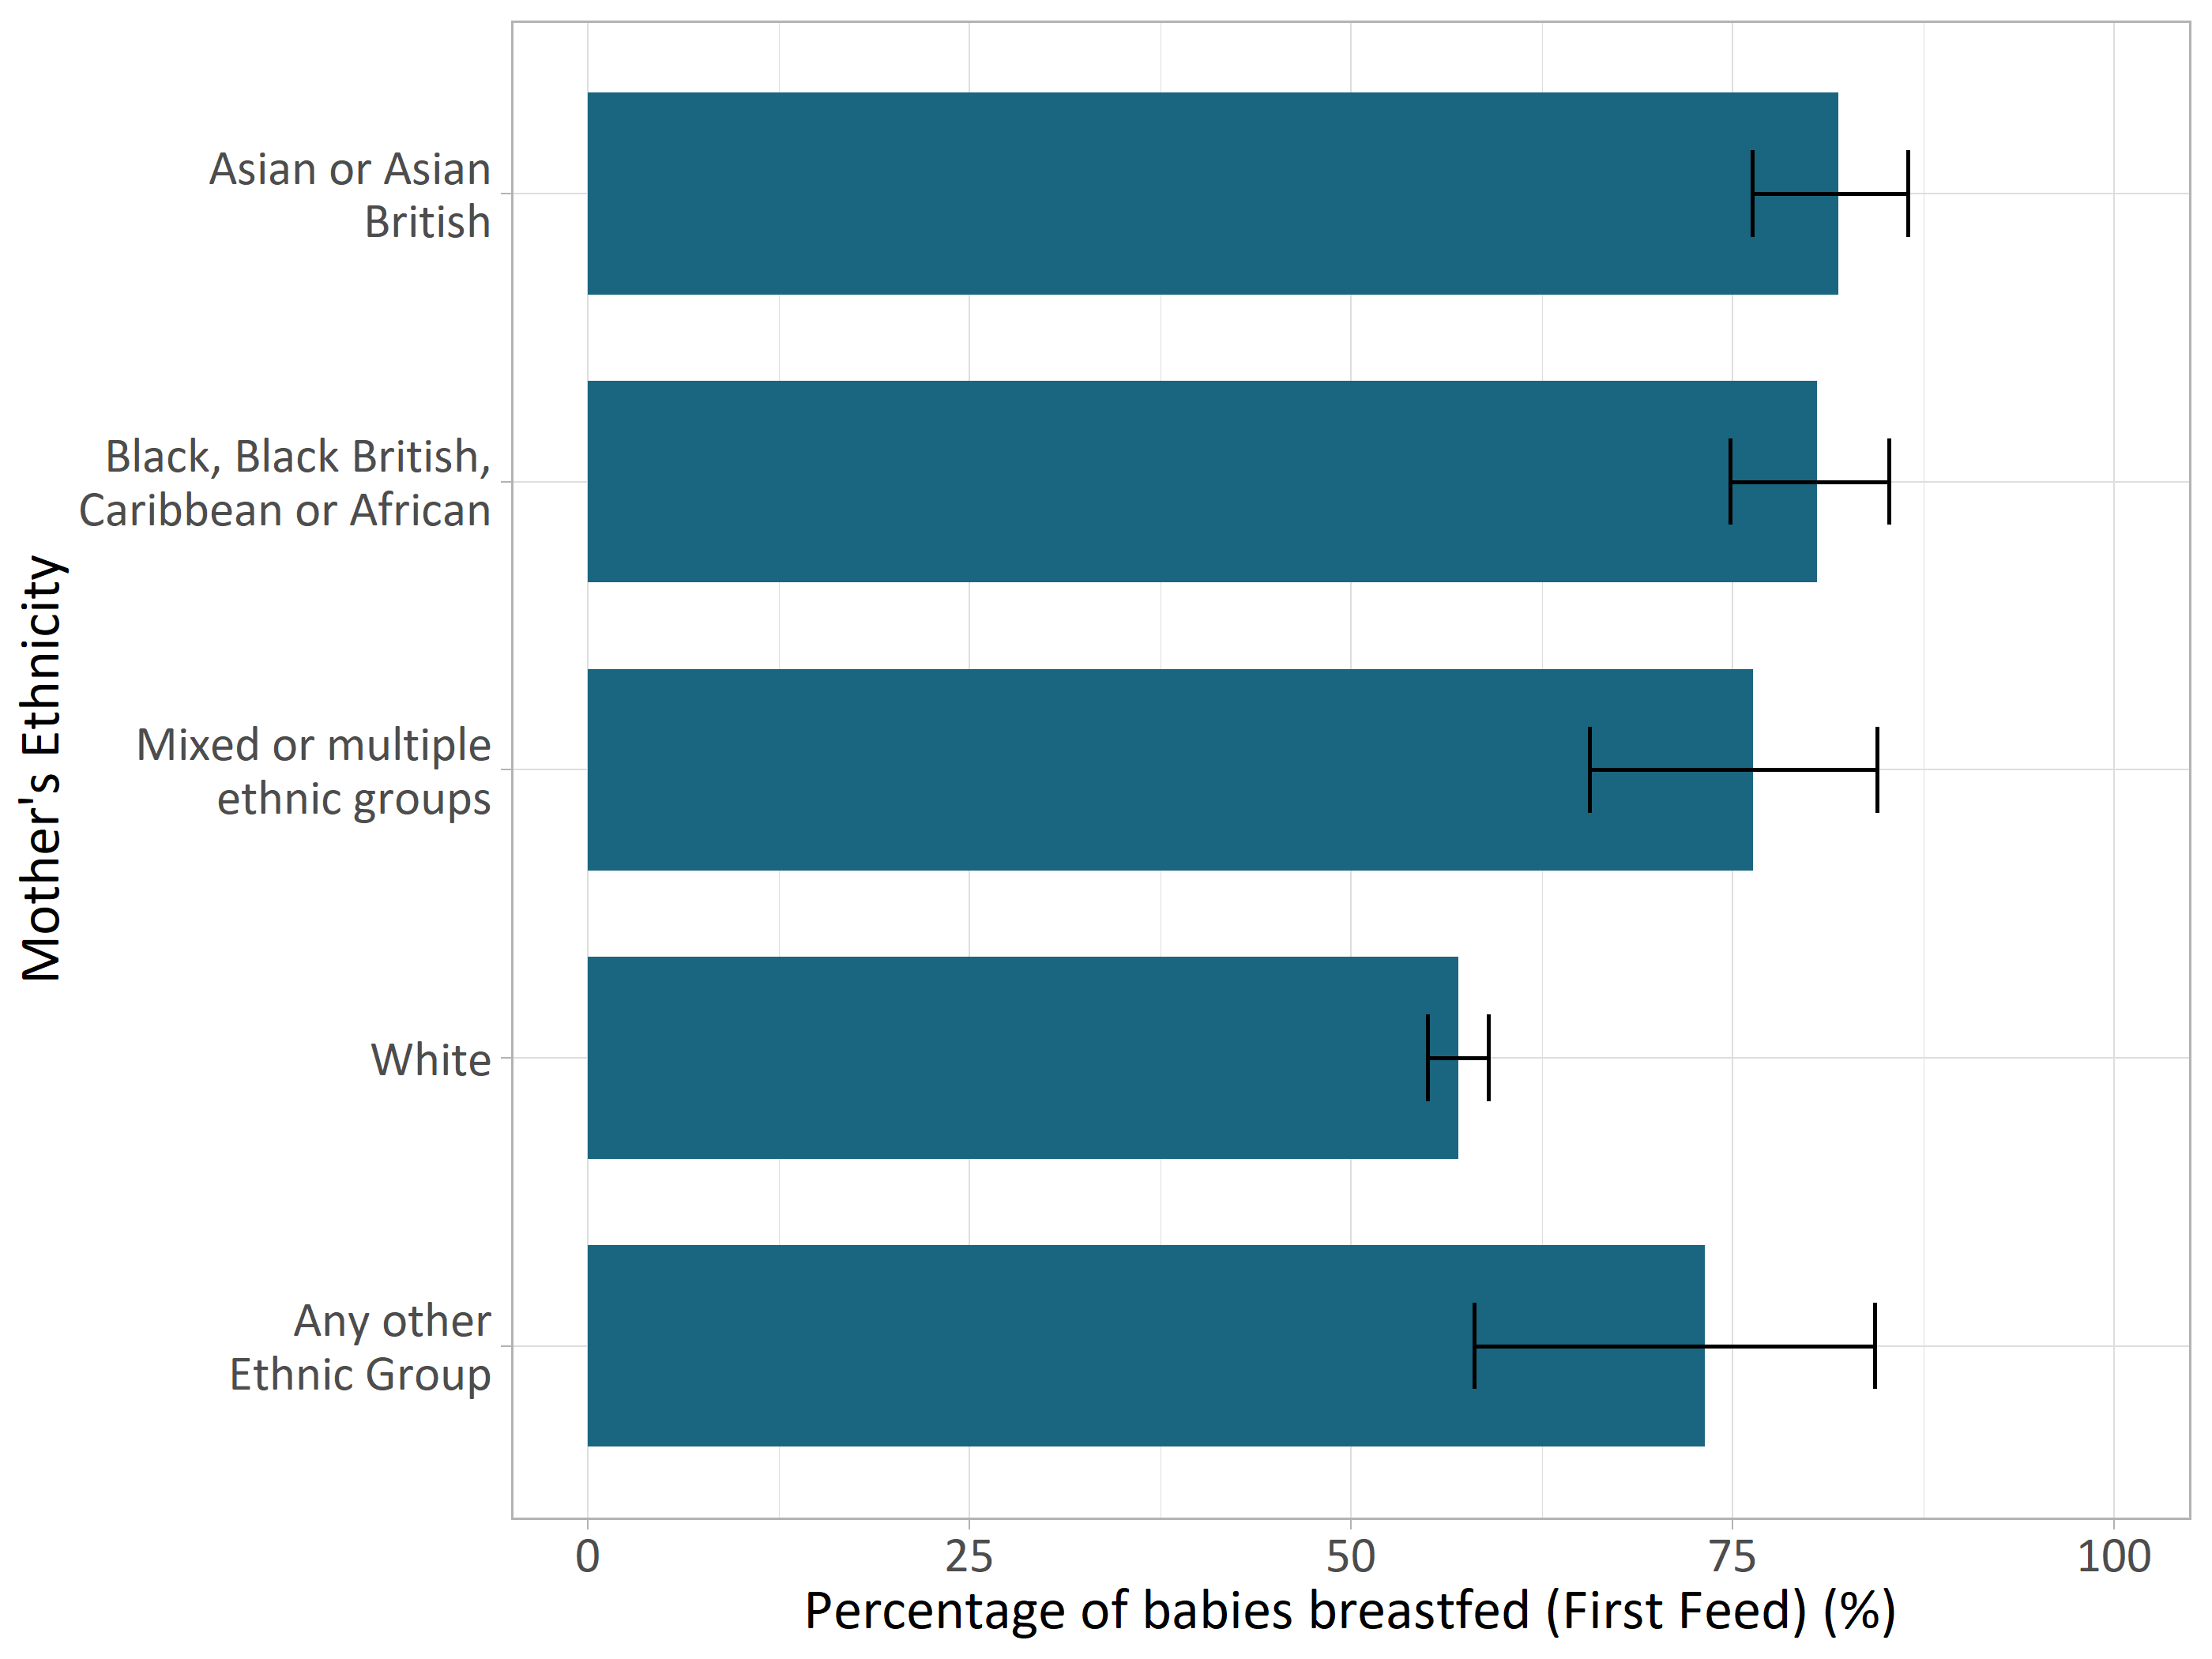 Mother's Ethnicity
Asian or Asian
British
Black, Black British,
Caribbean or African
Mixed or multiple
ethnic groups
White
Any other
Ethnic Group
0 25 50 75 100
Percentage of babies breastfed (First Feed) (%)